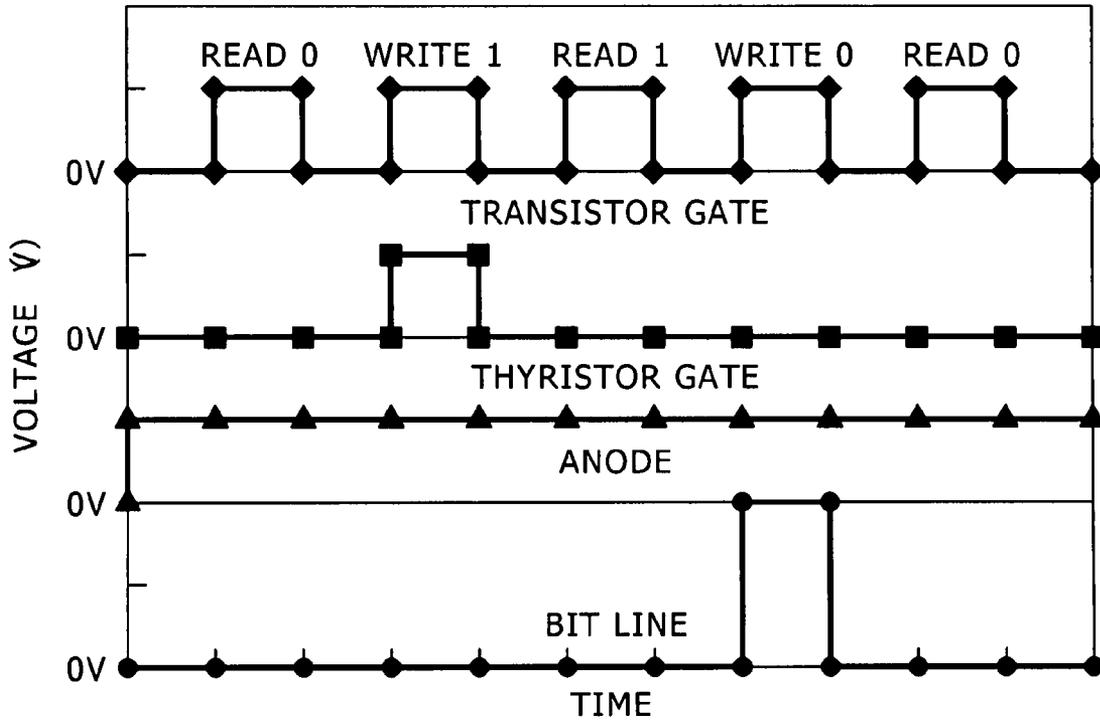 READ 0 WRITE 1 READ 1 WRITE 0 READ 0
0V
TRANSISTOR GATE
0V
THYRISTOR GATE
ANODE
0V
BIT LINE
0V
TIME
VOLTAGE V)